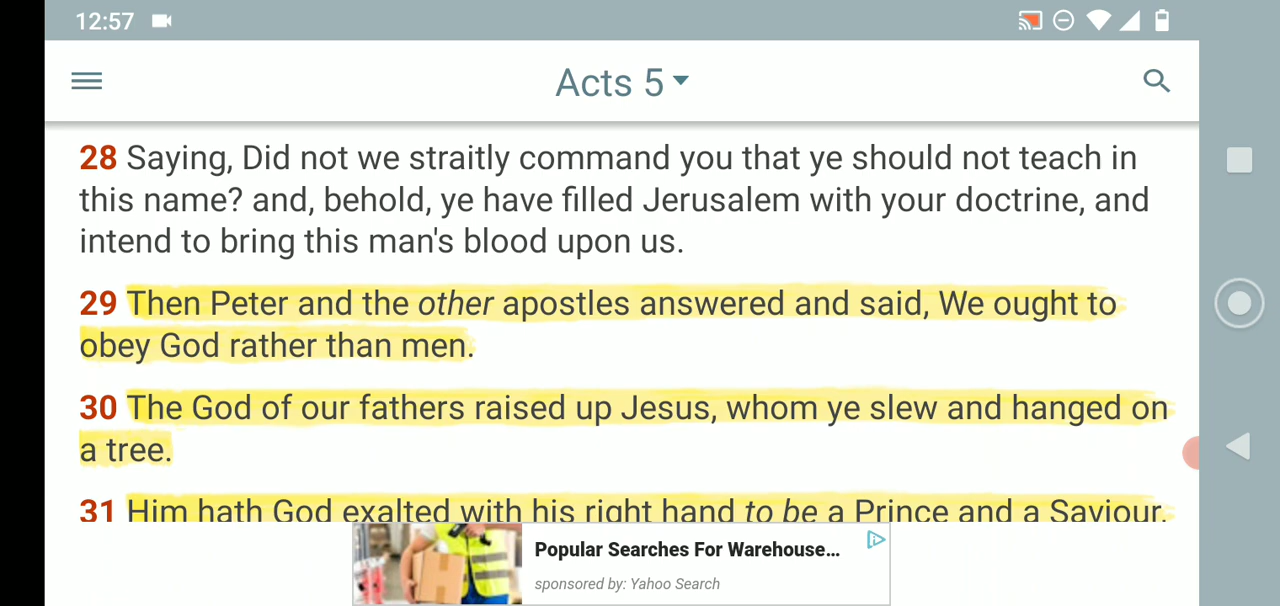 12:57
Acts 5
28 Saying, Did not we straitly command you that ye should not teach in
this name? and, behold, ye have filled Jerusalem with your doctrine, and
intend to bring this man's blood upon us.
29 Then Peter and the other apostles answered and said, We ought to
obey God rather than men.
30 The God of our fathers raised up Jesus, whom ye slew and hanged on
a tree.
31 Him hath God exalted with his right hand to be a Prince and a Saviour,
Popular Searches For Warehouse...
sponsored by: Yahoo Search